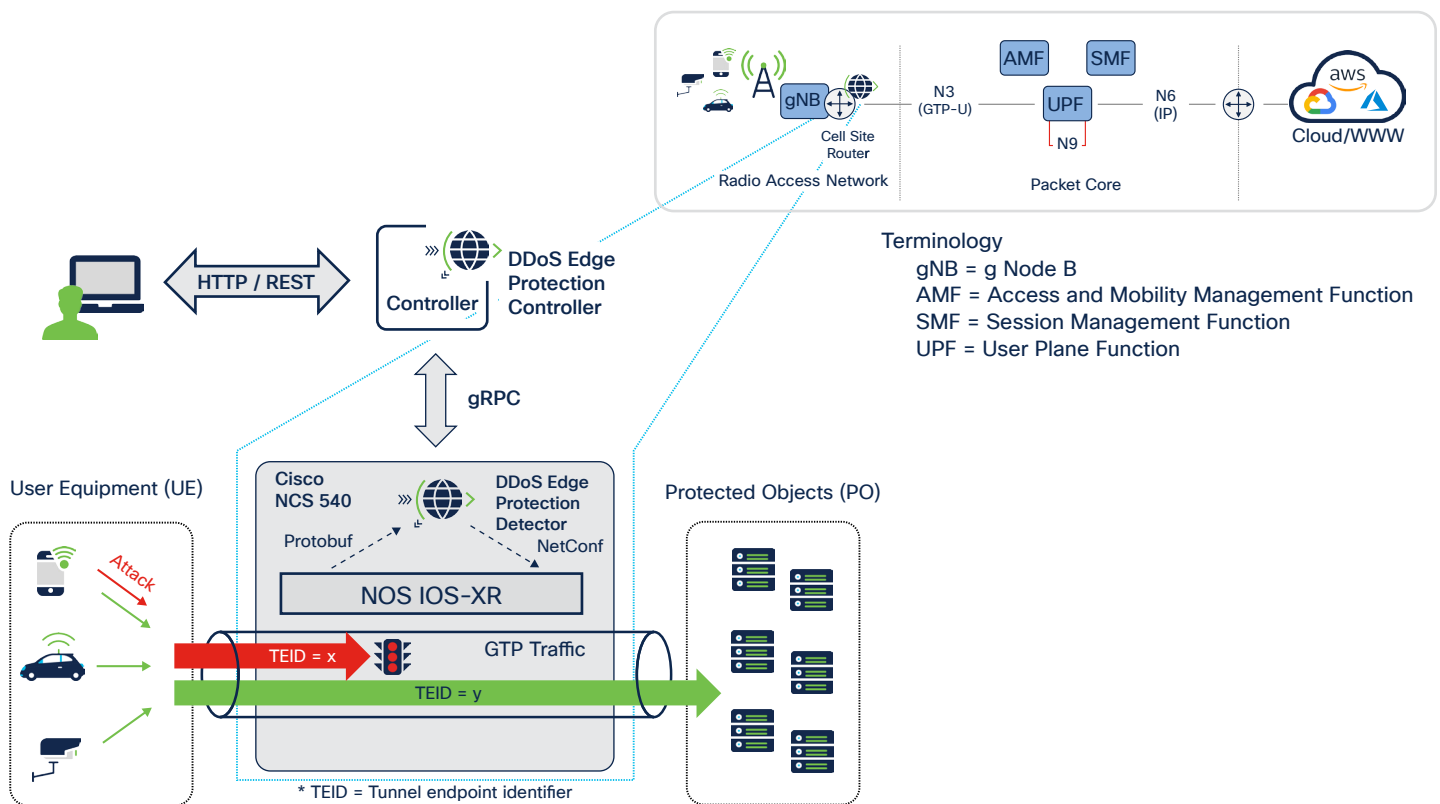 AMF
SMF
aws
gNB
N3
(GTP-U)
UPF
N6
(IP)
N9
Cloud/WWW
Cell Site
Router
Radio Access Network
Packet Core
Terminology
gNB = g Node B
AMF = Access and Mobility Management Function
SMF = Session Management Function
UPF = User Plane Function
HTTP / REST
Controller
DDoS Edge
Protection
Controller
gRPC
User Equipment (UE)
Cisco
NCS 540
DDoS Edge
Protection
Detector
Protected Objects (PO)
Protobuf
NetConf
Attack
NOS IOS-XR
GTP Traffic
TEID = x
TEID = y
* TEID = Tunnel endpoint identifier